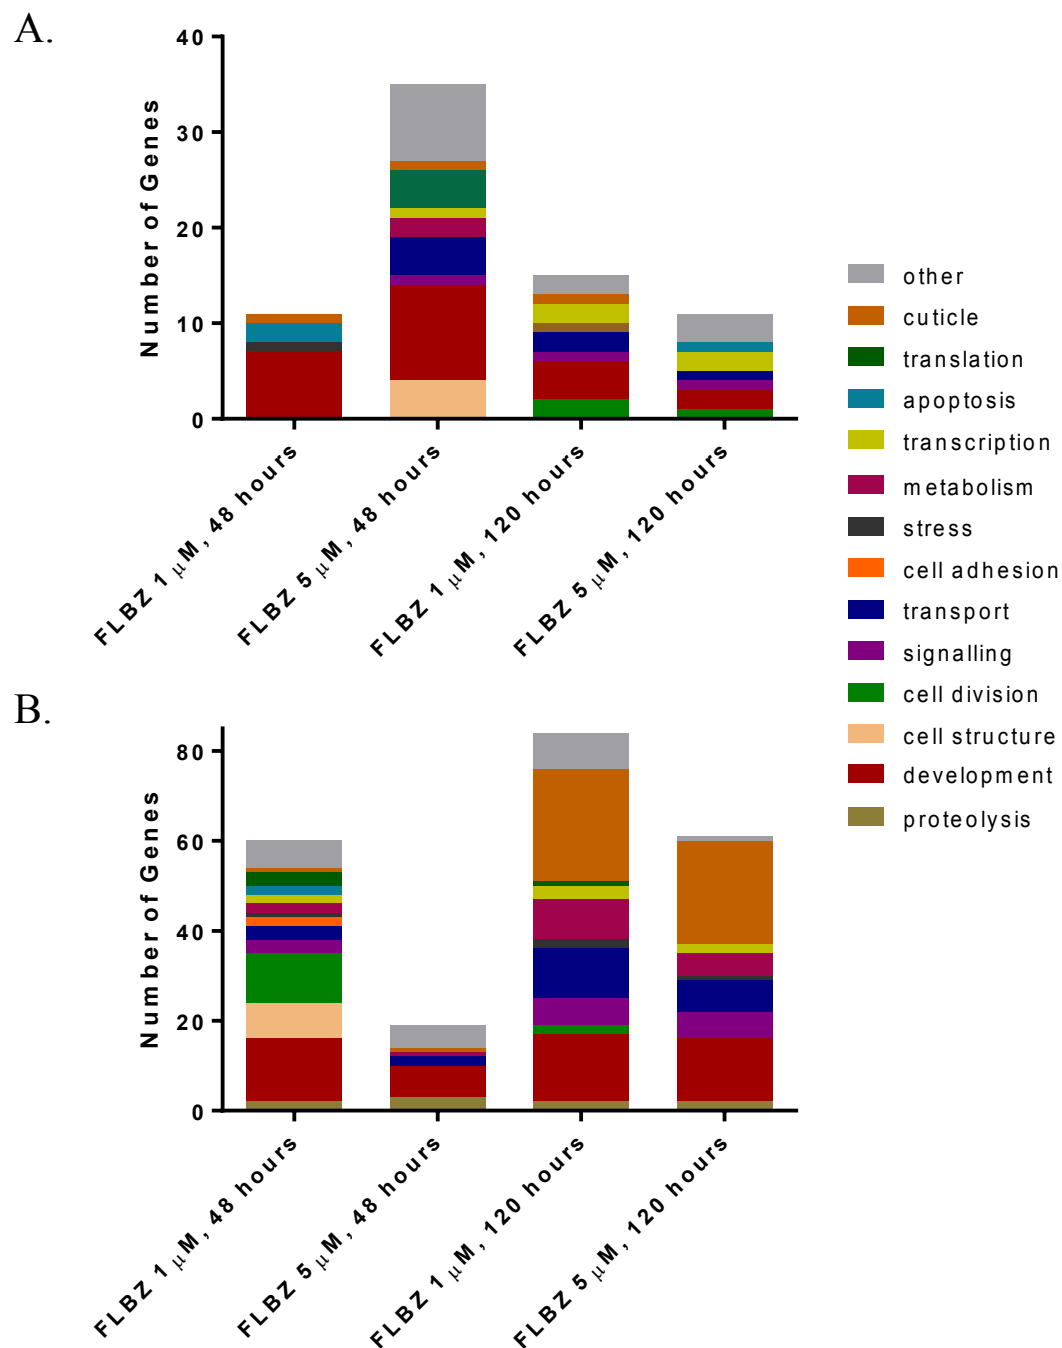 A.
Number of Genes
40
30
20
10
0
FLBZ 1 μM, 48 hours
FLBZ 5 μM, 48 hours
FLBZ 1 μM, 120 hours
FLBZ 5 μM, 120 hours
other
cuticle
translation
apoptosis
transcription
metabolism
stress
cell adhesion
transport
signalling
cell division
cell structure
development
proteolysis
B.
Number of Genes
80
60
40
20
0
FLBZ 1 μM, 48 hours
FLBZ 5 μM, 48 hours
FLBZ 1 μM, 120 hours
FLBZ 5 μM, 120 hours